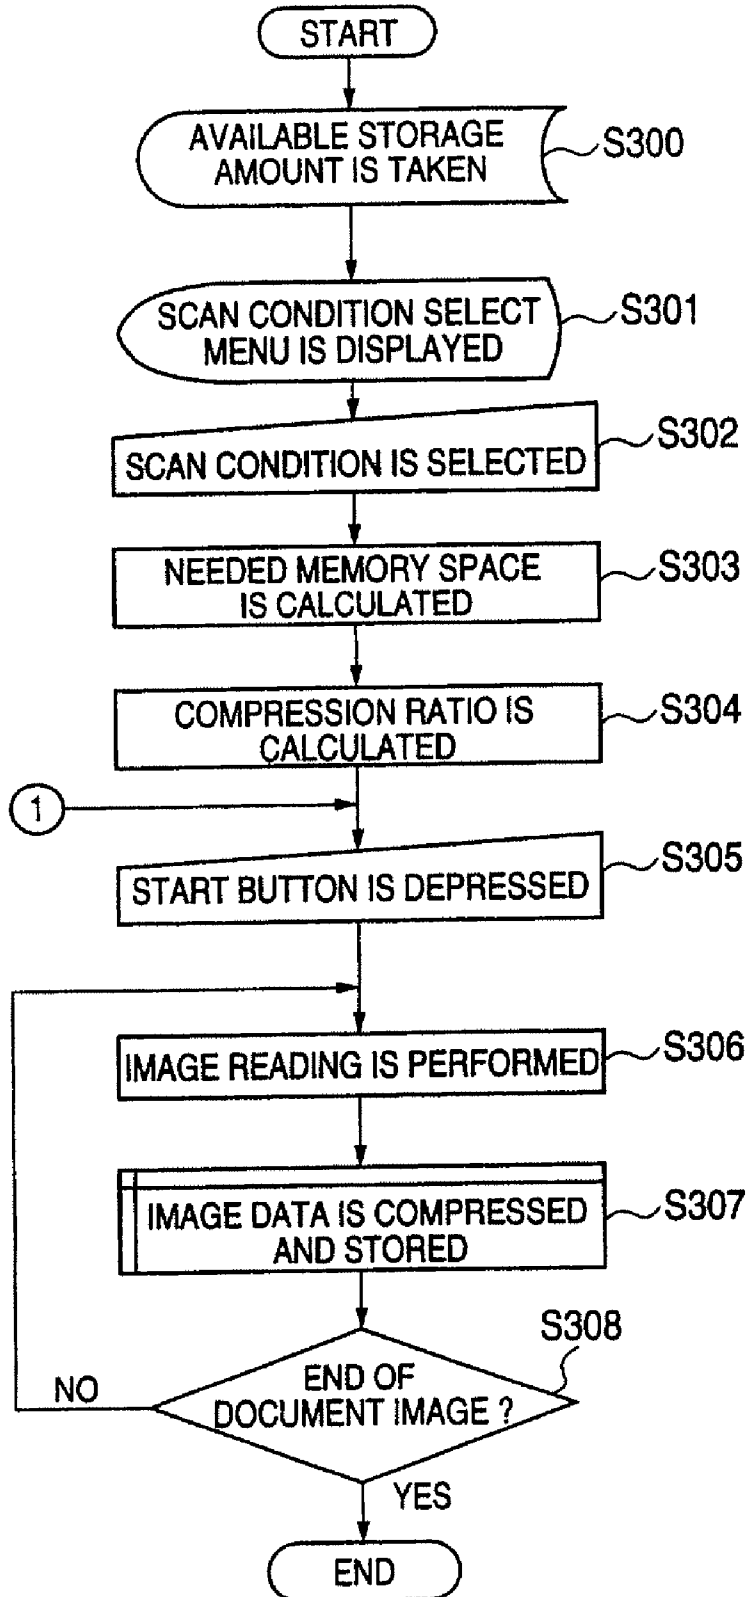 START
AVAILABLE STORAGE
AMOUNT IS TAKEN
S300
SCAN CONDITION SELECT
MENU IS DISPLAYED
S301
SCAN CONDITION IS SELECTED
S302
NEEDED MEMORY SPACE
IS CALCULATED
S303
COMPRESSION RATIO IS
CALCULATED
S304
1
START BUTTON IS DEPRESSED
S305
IMAGE READING IS PERFORMED
S306
IMAGE DATA IS COMPRESSED
AND STORED
S307
END OF
DOCUMENT IMAGE ?
S308
NO
YES
END